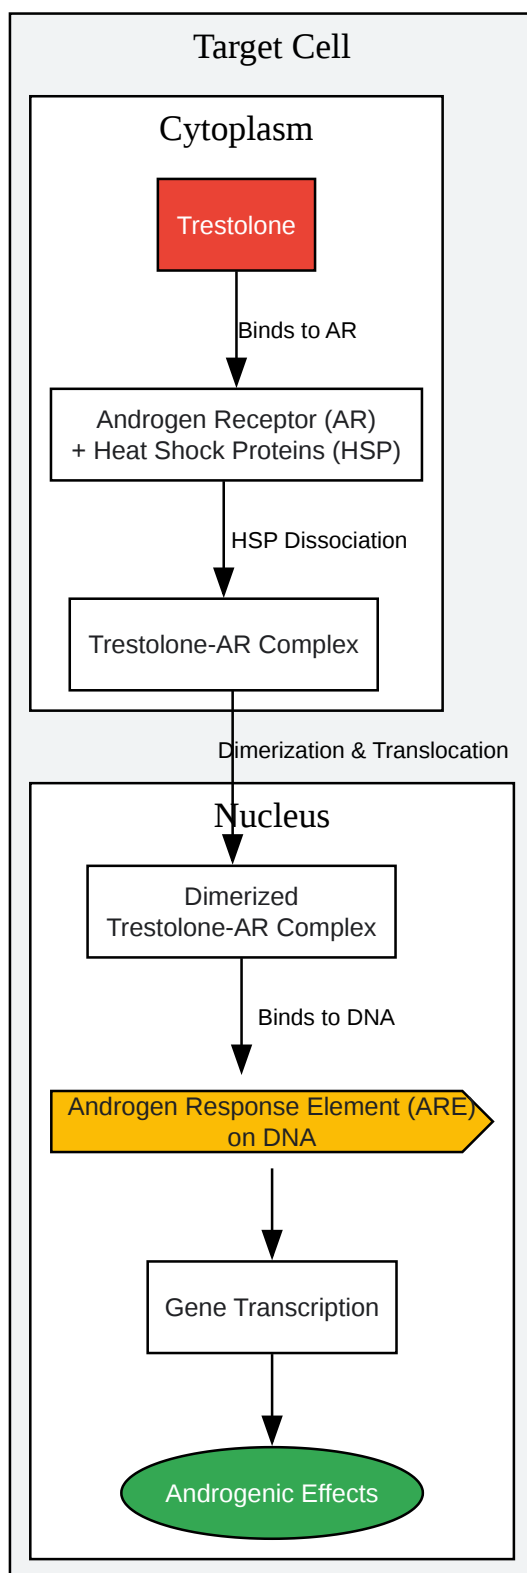 Target Cell
Cytoplasm
Trestolone
Binds to AR
Androgen Receptor (AR)
+ Heat Shock Proteins (HSP)
HSP Dissociation
Trestolone-AR Complex
Dimerization & Translocation
Nucleus
Dimerized
Trestolone-AR Complex
Binds to DNA
Androgen Response Element (ARE)
on DNA
Gene Transcription
Androgenic Effects